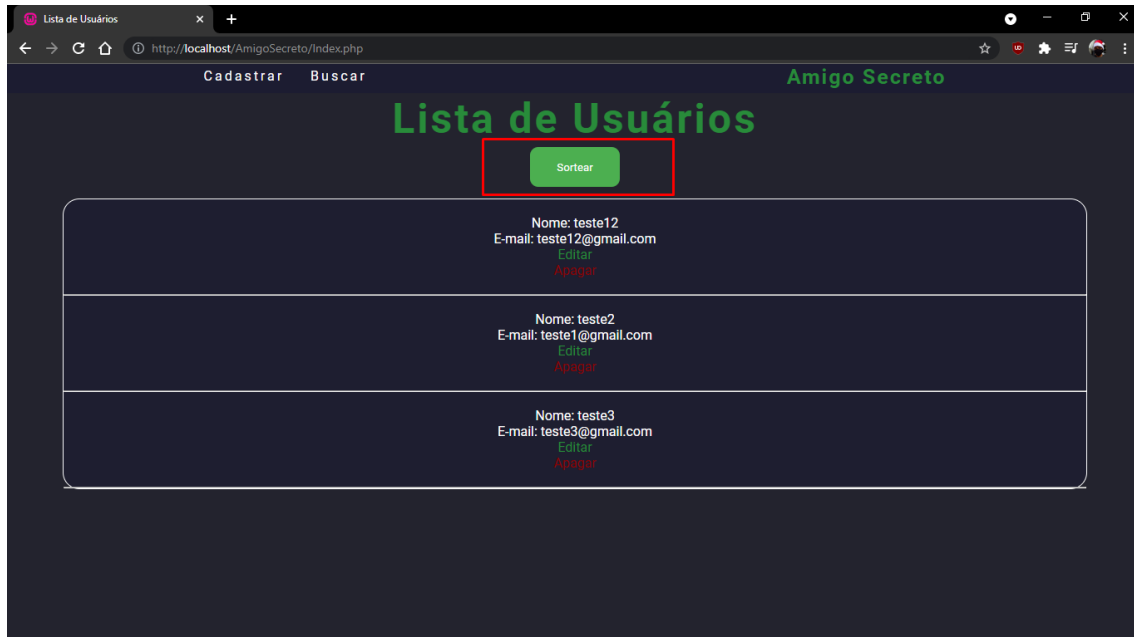 Lista de Usuários
http://localhost/AmigoSecreto/Index.php
Cadastrar Buscar Amigo Secreto
Lista de Usuários
Sortear
Nome: teste12
E-mail: teste12@gmail.com
Editar
Apagar
Nome: teste2
E-mail: teste1@gmail.com
Editar
Apagar
Nome: teste3
E-mail: teste3@gmail.com
Editar
Apagar